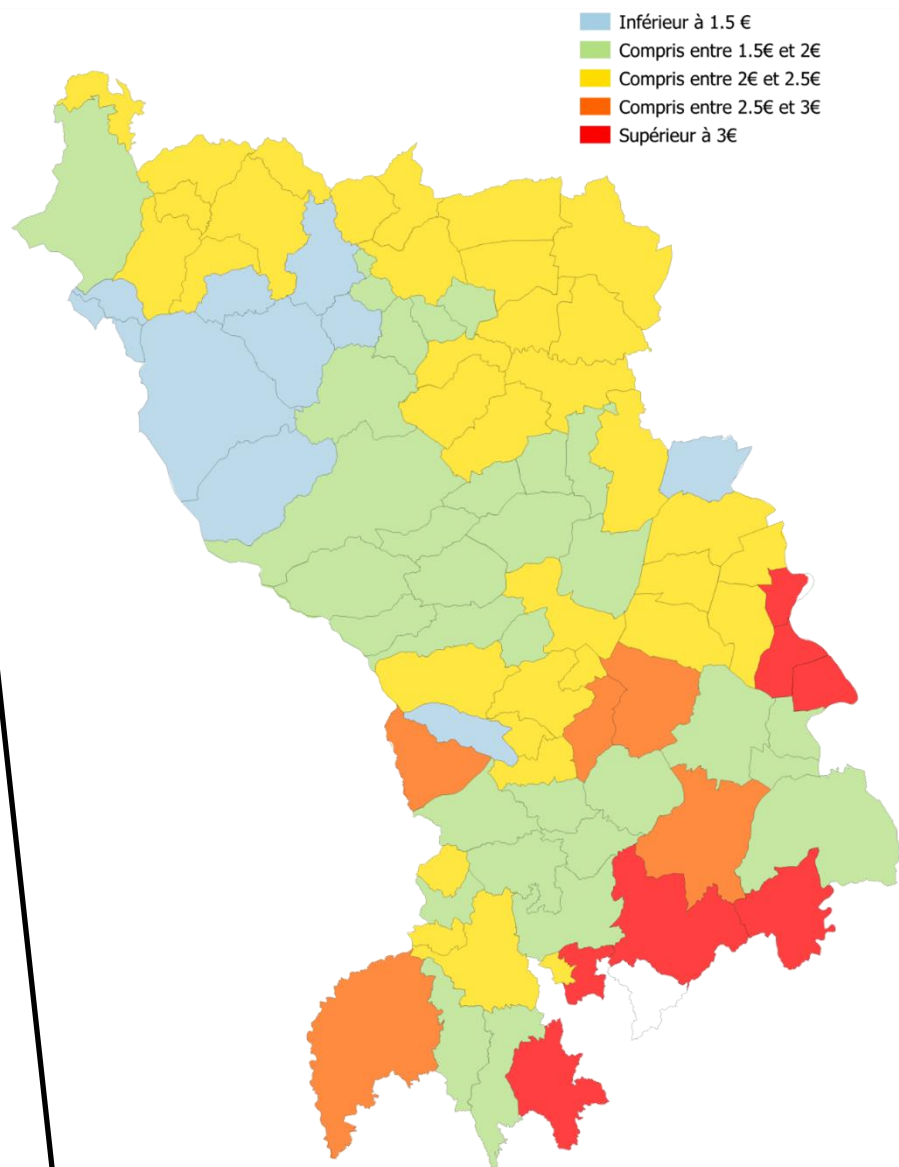 Inférieur à 1.5 €
Compris entre 1.5€ et 2€
Compris entre 2€ et 2.5€
Compris entre 2.5€ et 3€
Supérieur à 3€